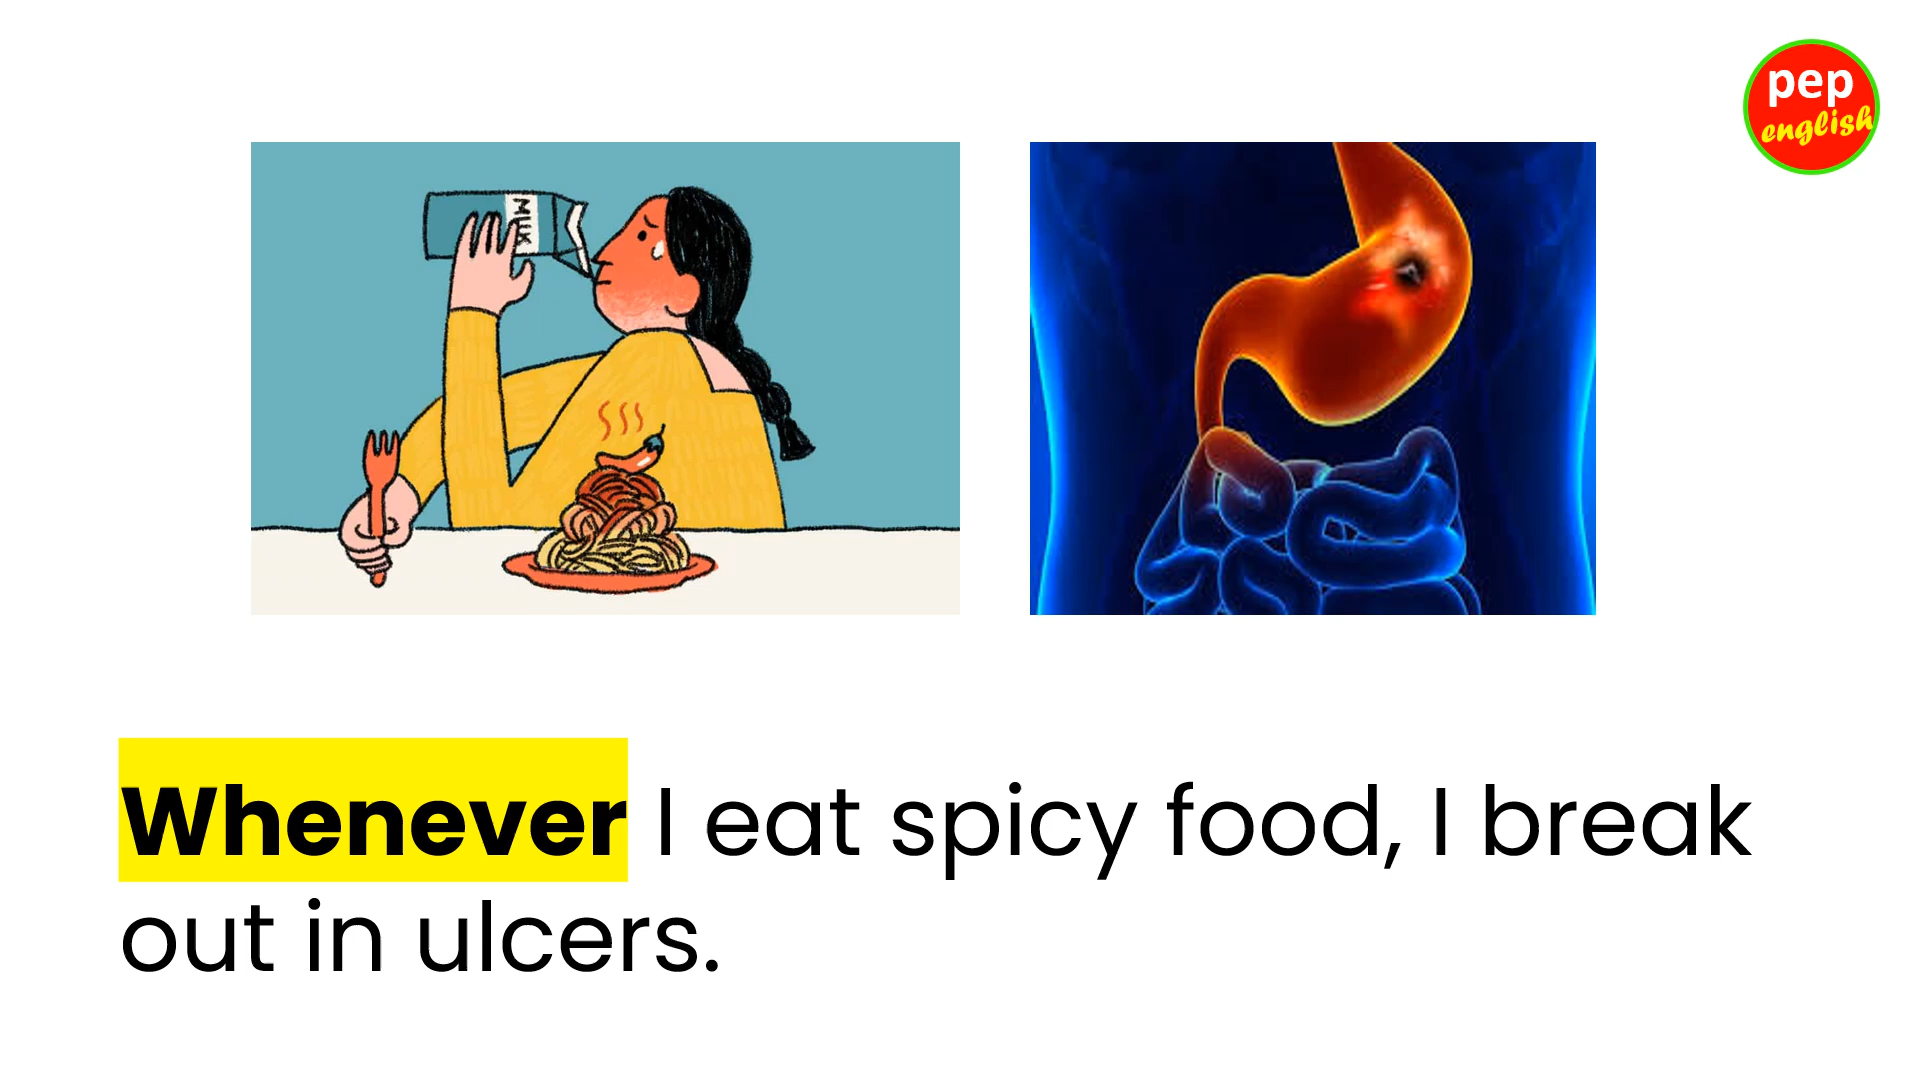 pep
english
MILK
Whenever I eat spicy food, I break
out in ulcers.